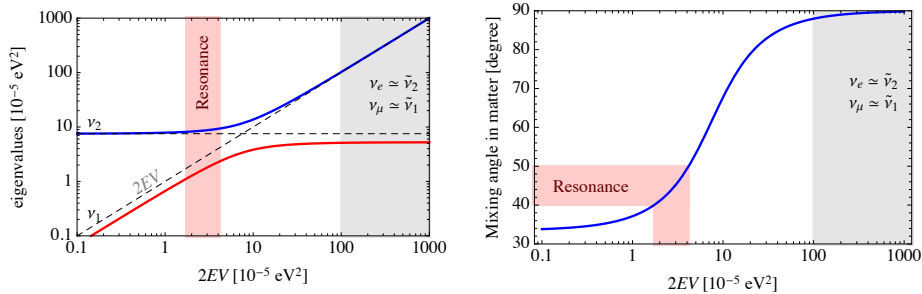 eigenvalues [10⁻⁵ eV²]
1000
100
10
1
0.1
Resonance
ν₂
2EV
ν₁
νₑ ≃ ν̃₂
ν_μ ≃ ν̃₁
0.1 1 10 100 1000
2EV [10⁻⁵ eV²]
Mixing angle in matter [degree]
90
80
70
60
50
40
30
Resonance
νₑ ≃ ν̃₂
ν_μ ≃ ν̃₁
0.1 1 10 100 1000
2EV [10⁻⁵ eV²]